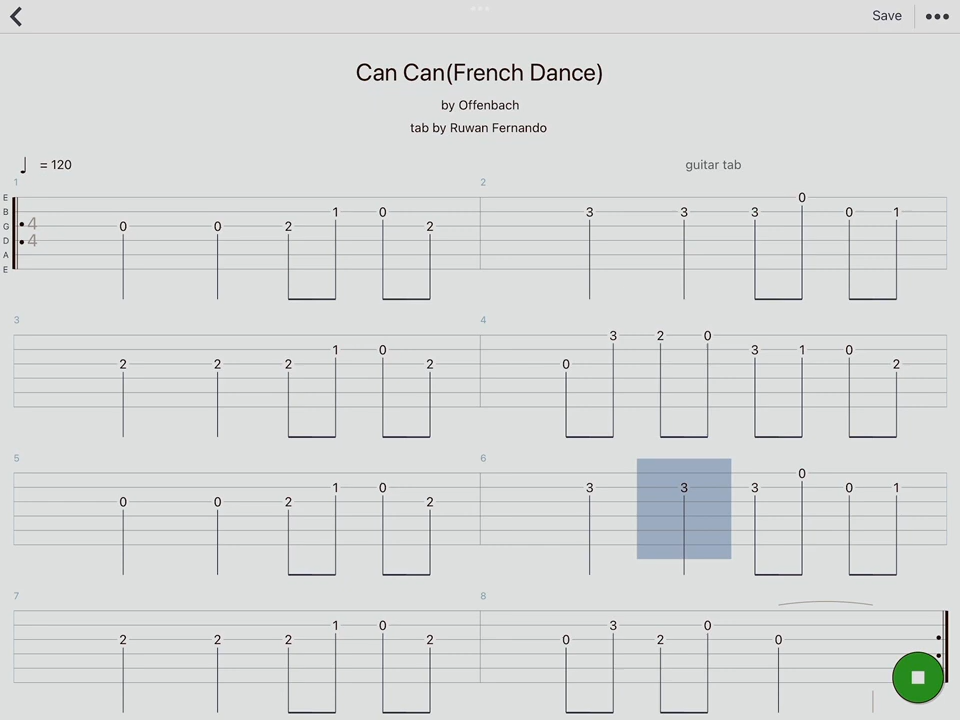 Save
Can Can(French Dance)
by Offenbach
tab by Ruwan Fernando
♩ = 120
guitar tab
1
2
E
B
G
D
A
E
4
4
0 0 2 1 0 2
3 3 3 0 0 1
3
4
2 2 2 1 0 2
0 3 2 0 3 1 0 2
5
6
0 0 2 1 0 2
3 3 3 0 0 1
7
8
2 2 2 1 0 2
0 3 2 0 0